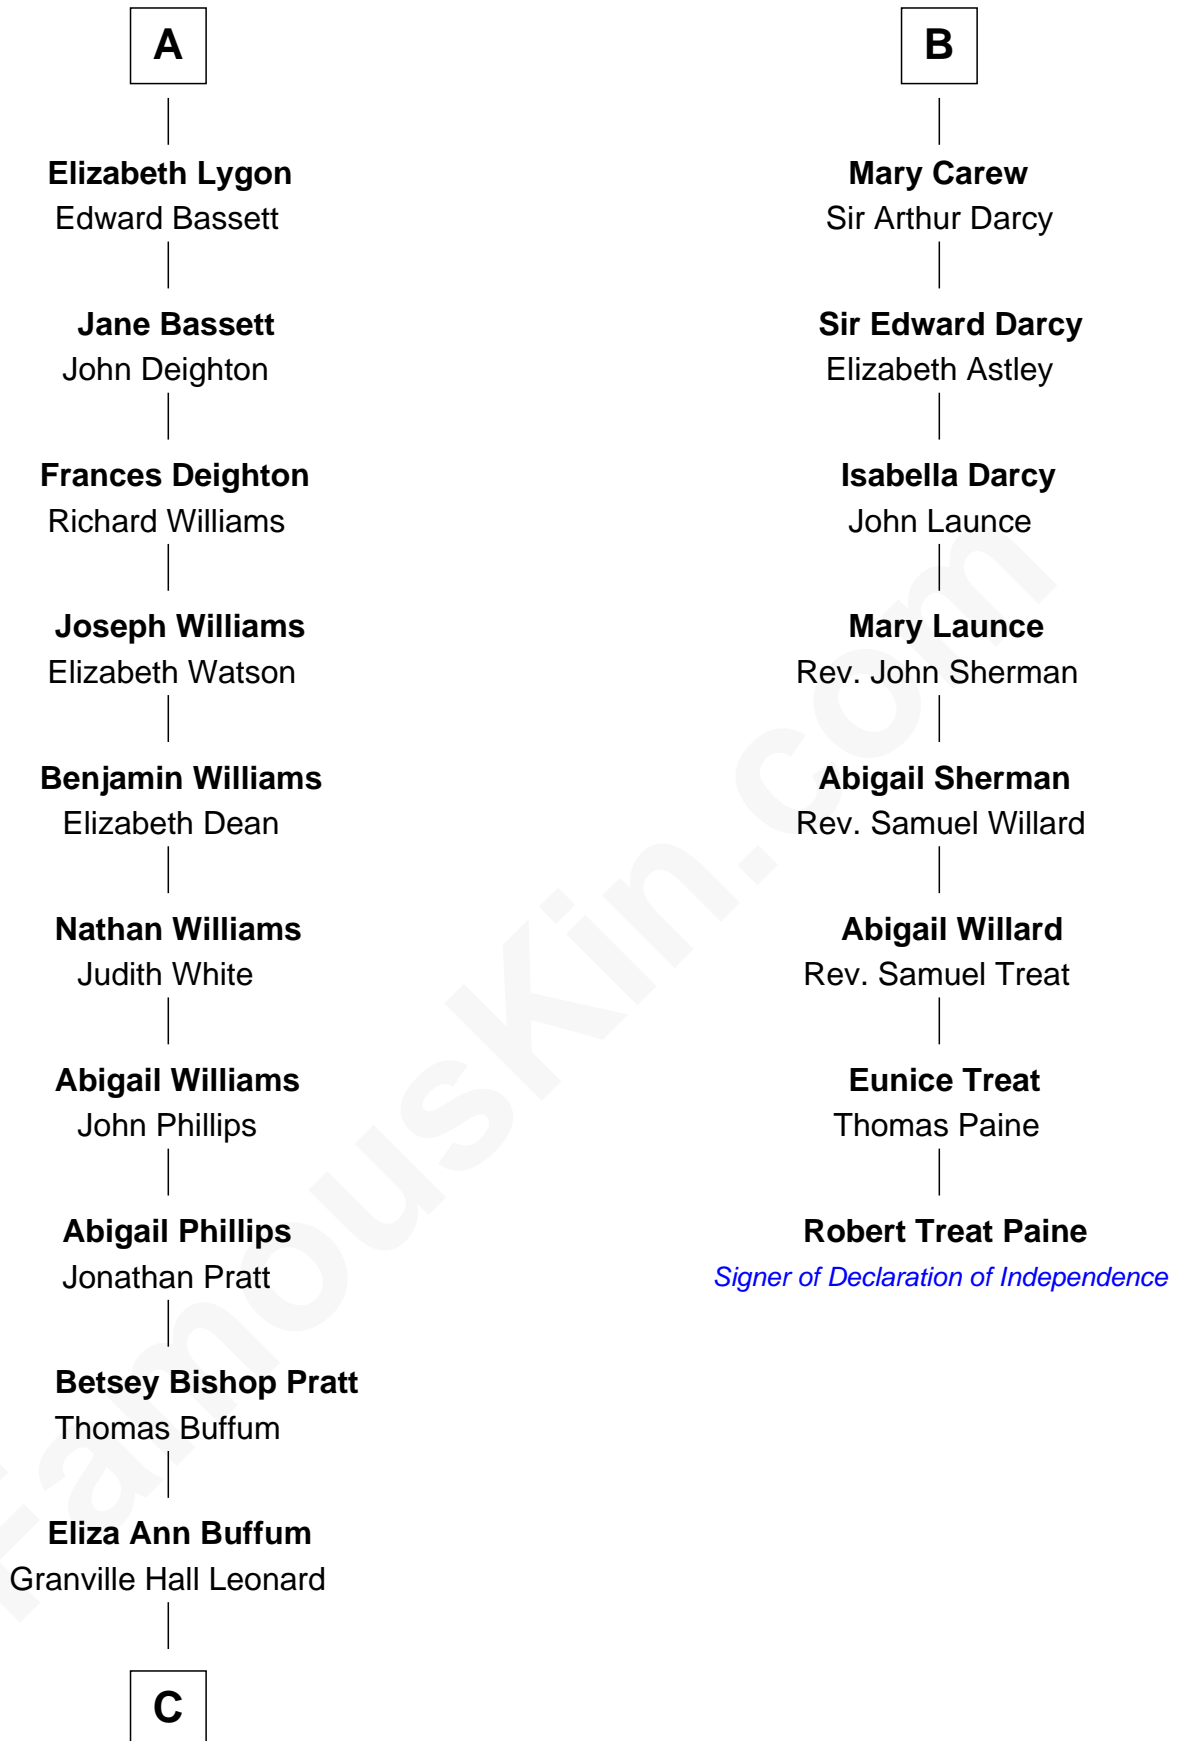 A
Elizabeth Lygon
Edward Bassett
Jane Bassett
John Deighton
Frances Deighton
Richard Williams
Joseph Williams
Elizabeth Watson
Benjamin Williams
Elizabeth Dean
Nathan Williams
Judith White
Abigail Williams
John Phillips
Abigail Phillips
Jonathan Pratt
Betsey Bishop Pratt
Thomas Buffum
Eliza Ann Buffum
Granville Hall Leonard
C
B
Mary Carew
Sir Arthur Darcy
Sir Edward Darcy
Elizabeth Astley
Isabella Darcy
John Launce
Mary Launce
Rev. John Sherman
Abigail Sherman
Rev. Samuel Willard
Abigail Willard
Rev. Samuel Treat
Eunice Treat
Thomas Paine
Robert Treat Paine
Signer of Declaration of Independence
FamousKin.com